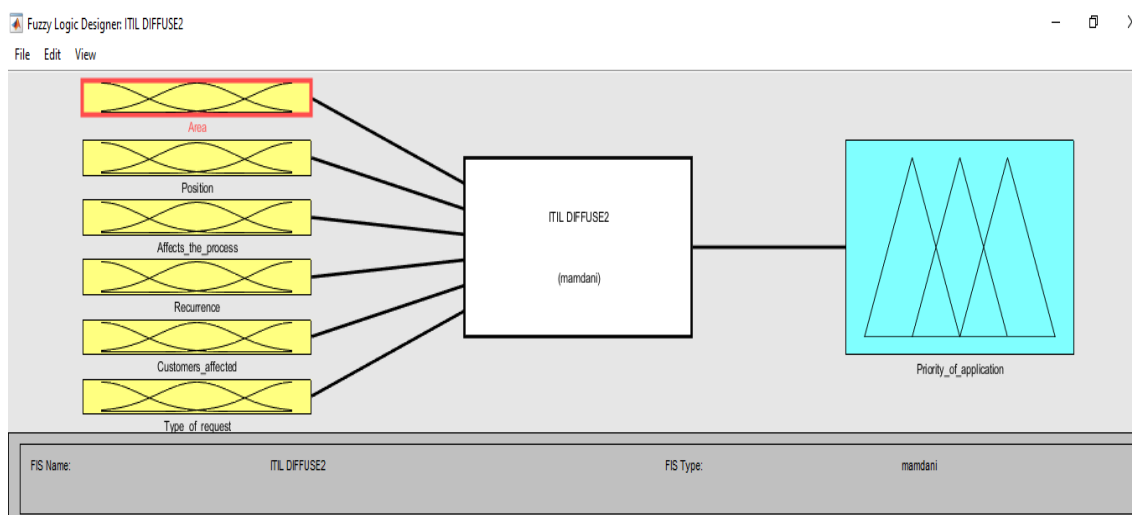 Fuzzy Logic Designer: ITIL DIFFUSE2
File Edit View
Area
Position
Affects_the_process
Recurrence
Customers_affected
Type_of_request
ITIL DIFFUSE2
(mamdani)
Priority_of_application
FIS Name: ITIL DIFFUSE2 FIS Type: mamdani